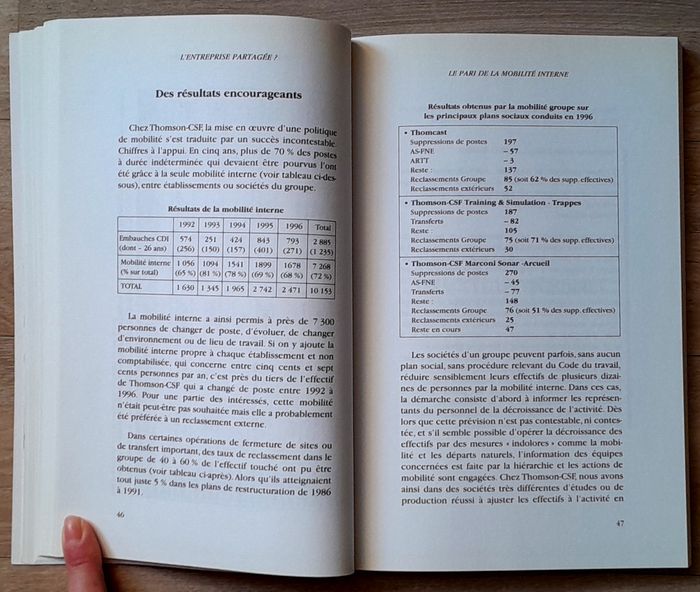 L'ENTREPRISE PARTAGÉE ?
Des résultats encourageants
Chez Thomson-CSF, la mise en œuvre d'une politique
de mobilité s'est traduite par un succès incontestable.
Chiffres à l'appui. En cinq ans, plus de 70 % des postes
à durée indéterminée qui devaient être pourvus l'ont
été grâce à la seule mobilité interne (voir tableau ci-des-
sous), entre établissements ou sociétés du groupe.
Résultats de la mobilité interne
1992 1993 1994 1995 1996 Total
Embauches CDI 574 251 424 843 793 2 885
(dont - 26 ans) (256) (150) (157) (401) (271) (1 235)
Mobilité interne 1 056 1094 1541 1899 1678 7 268
(% sur total) (65 %) (81 %) (78 %) (69 %) (68 %) (72 %)
TOTAL 1 630 1 345 1 965 2 742 2 471 10 153
La mobilité interne a ainsi permis à près de 7 300
personnes de changer de poste, d'évoluer, de changer
d'environnement ou de lieu de travail. Si on y ajoute la
mobilité interne propre à chaque établissement et non
comptabilisée, qui concerne entre cinq cents et sept
cents personnes par an, c'est près du tiers de l'effectif
de Thomson-CSF qui a changé de poste entre 1992 à
1996. Pour une partie des intéressés, cette mobilité
n'était peut-être pas souhaitée mais elle a probablement
été préférée à un reclassement externe.
Dans certaines opérations de fermeture de sites ou
de transfert important, des taux de reclassement dans le
groupe de 40 à 60 % de l'effectif touché ont pu être
obtenus (voir tableau ci-après). Alors qu'ils atteignaient
tout juste 5 % dans les plans de restructuration de 1986
à 1991.
46
LE PARI DE LA MOBILITÉ INTERNE
Résultats obtenus par la mobilité groupe sur
les principaux plans sociaux conduits en 1996
• Thomcast
Suppressions de postes 197
AS-FNE – 57
ARTT – 3
Reste : 137
Reclassements Groupe 85 (soit 62 % des supp. effectives)
Reclassements extérieurs 52
• Thomson-CSF Training & Simulation - Trappes
Suppressions de postes 187
Transferts – 82
Reste : 105
Reclassements Groupe 75 (soit 71 % des supp. effectives)
Reclassements extérieurs 30
• Thomson-CSF Marconi Sonar -Arcueil
Suppressions de postes 270
AS-FNE – 45
Transferts – 77
Reste : 148
Reclassements Groupe 76 (soit 51 % des supp. effectives)
Reclassements extérieurs 25
Reste en cours 47
Les sociétés d'un groupe peuvent parfois, sans aucun
plan social, sans procédure relevant du Code du travail,
réduire sensiblement leurs effectifs de plusieurs dizai-
nes de personnes par la mobilité interne. Dans ces cas,
la démarche consiste d'abord à informer les représen-
tants du personnel de la décroissance de l'activité. Dès
lors que cette prévision n'est pas contestable, ni contes-
tée, et s'il semble possible d'opérer la décroissance des
effectifs par des mesures « indolores » comme la mobi-
lité et les départs naturels, l'information des équipes
concernées est faite par la hiérarchie et les actions de
mobilité sont engagées. Chez Thomson-CSF, nous avons
ainsi dans des sociétés très différentes d'études ou de
production réussi à ajuster les effectifs à l'activité en
47